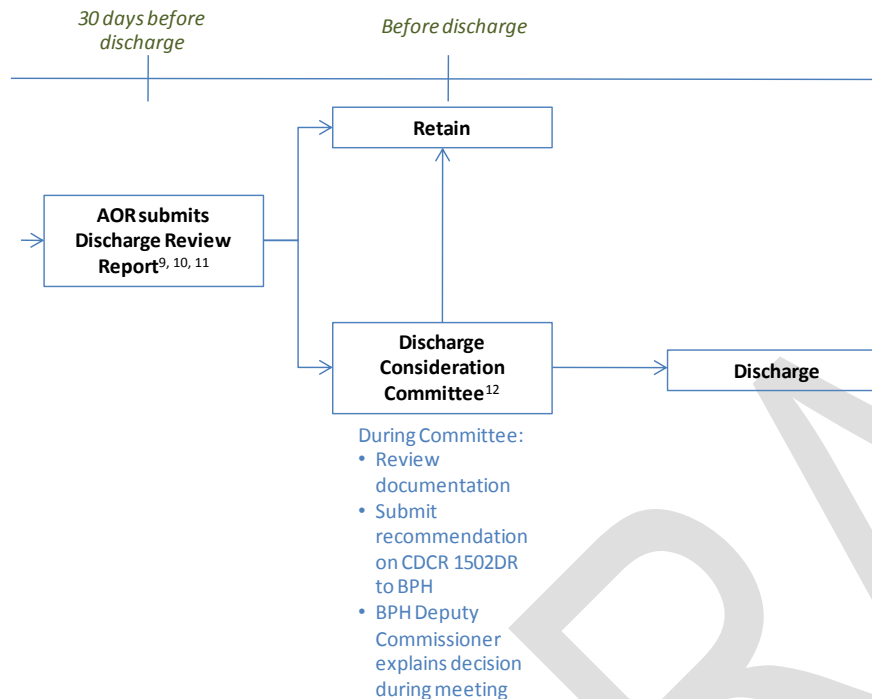 30 days before
discharge
Before discharge
Retain
AOR submits
Discharge Review
Report9, 10, 11
Discharge
Consideration
Committee12
Discharge
During Committee:
• Review
documentation
• Submit
recommendation
on CDCR 1502DR
to BPH
• BPH Deputy
Commissioner
explains decision
during meeting